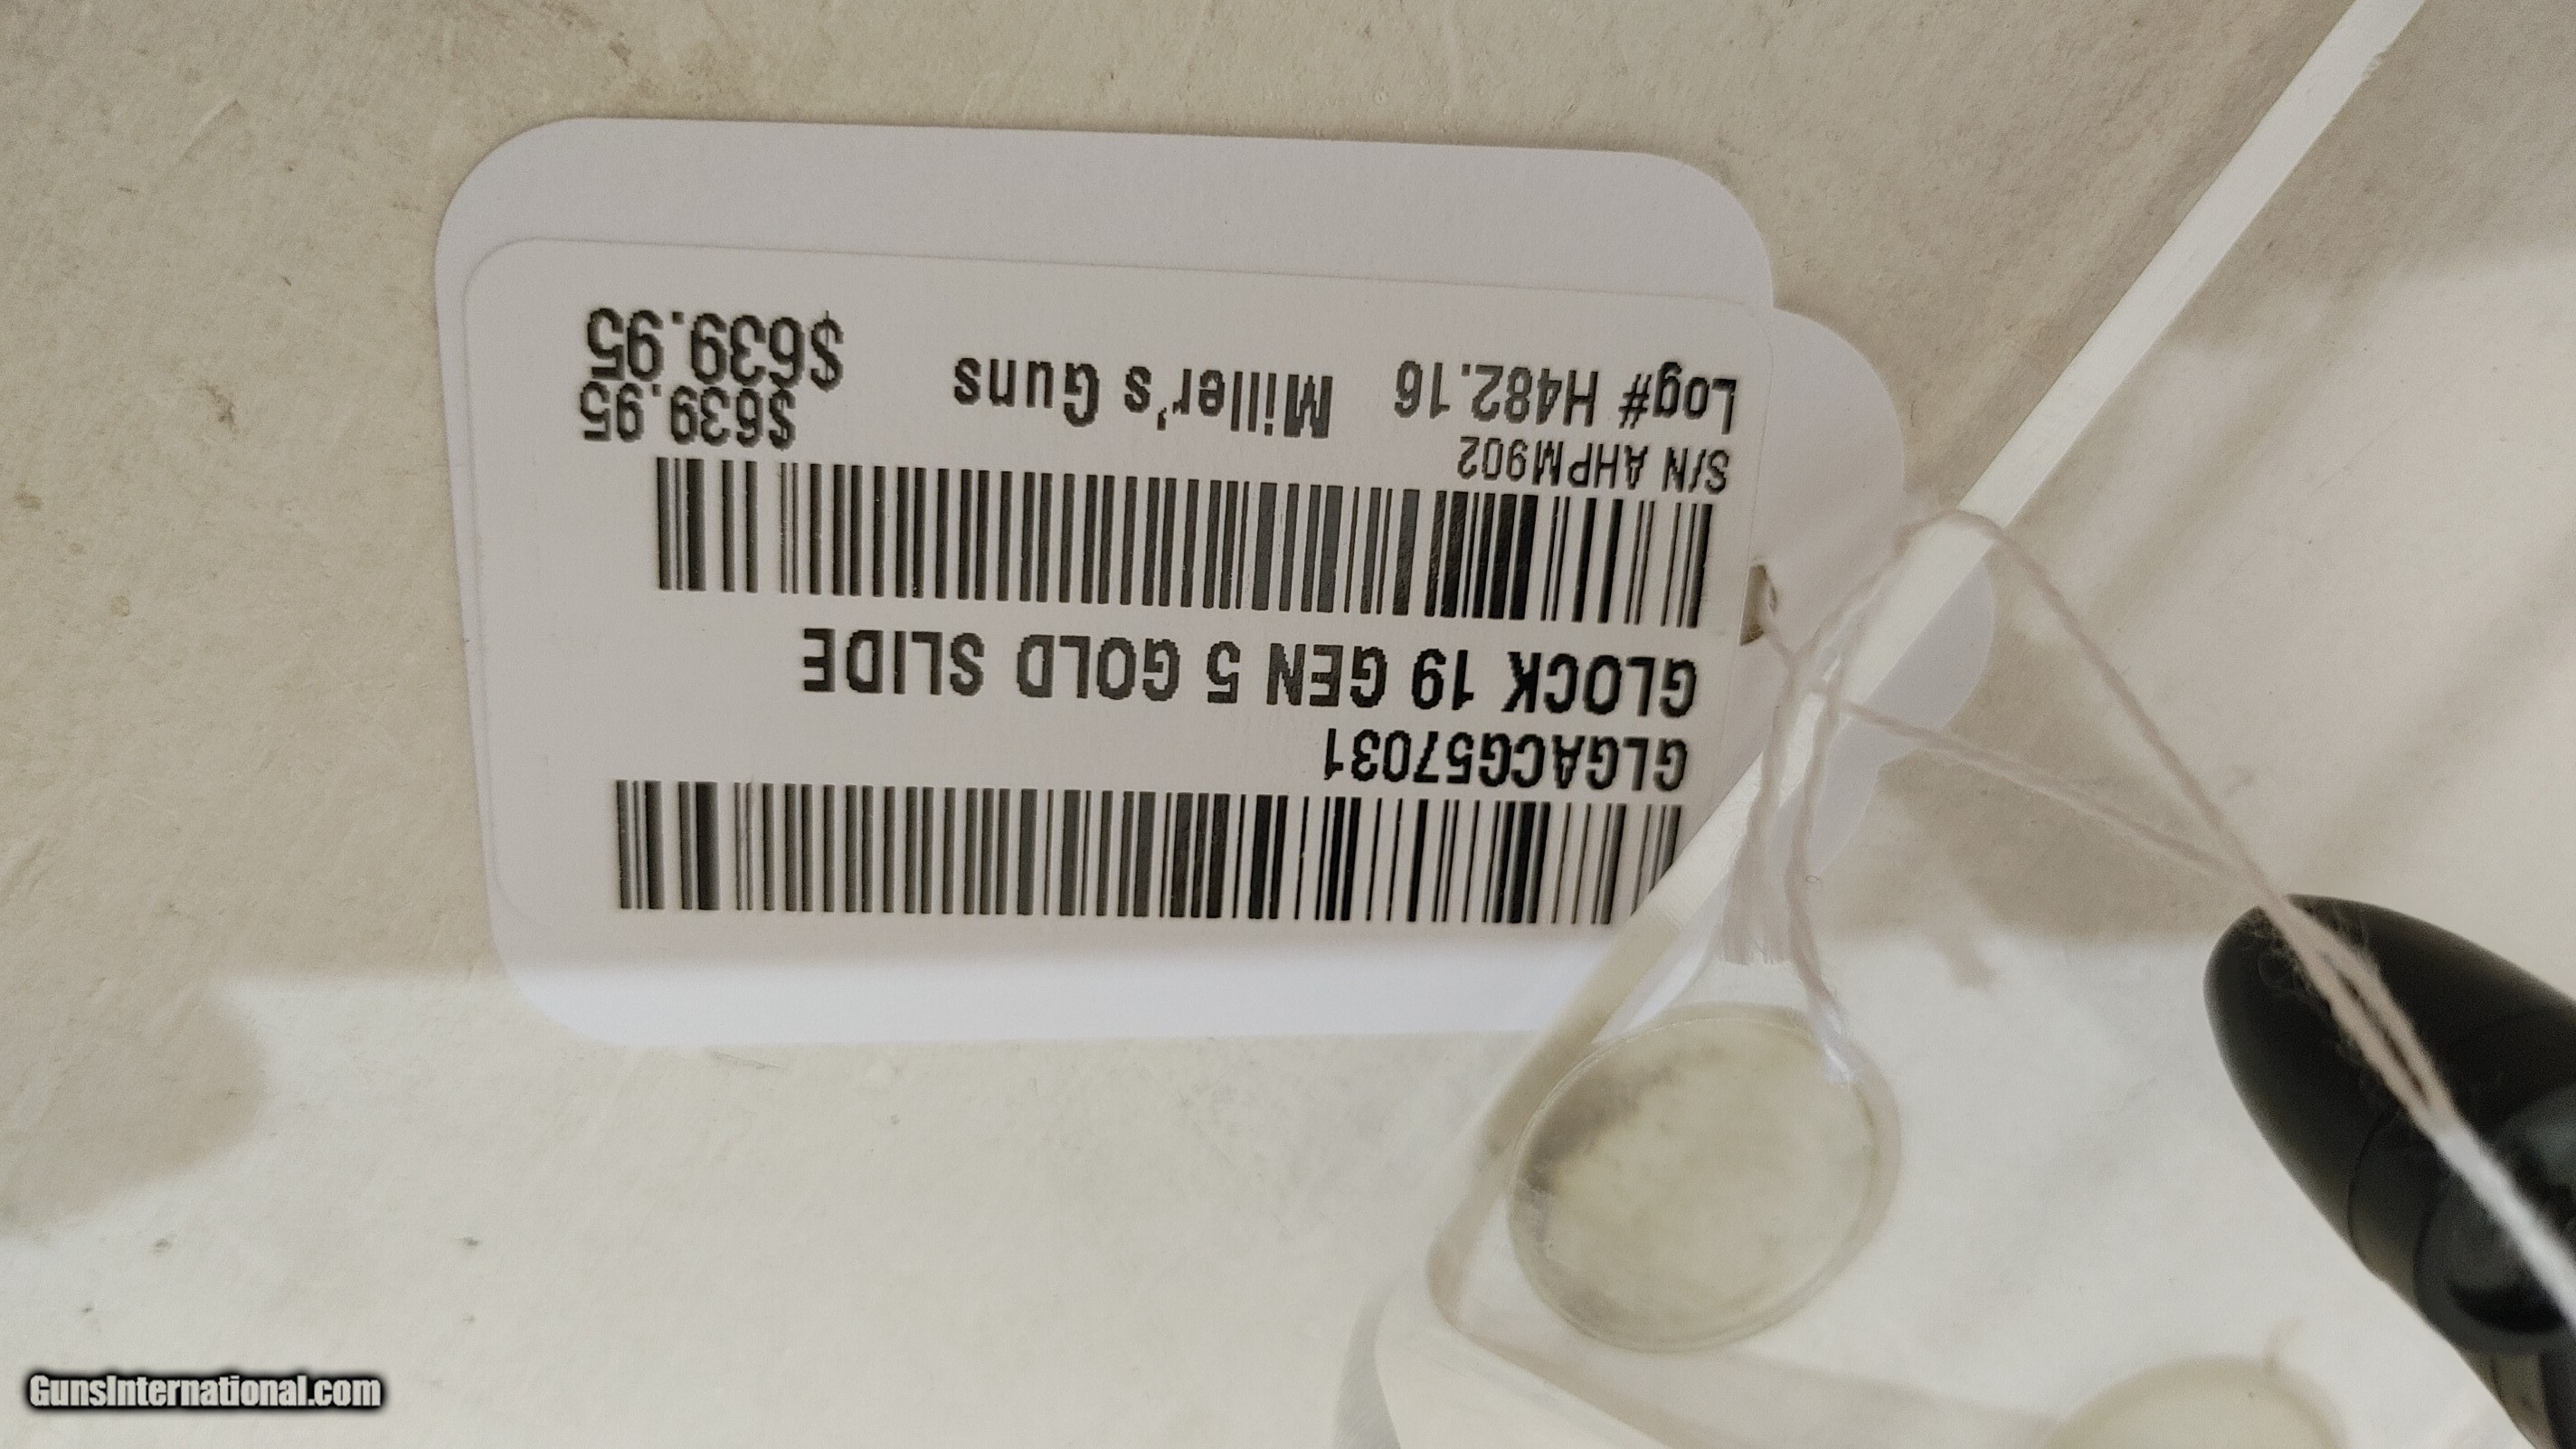 GLGACG57031
GLOCK 19 GEN 5 GOLD SLIDE
S/N AHPM902
$639.95
Log# H482.16 Miller's Guns $639.95
GunsInternational.com